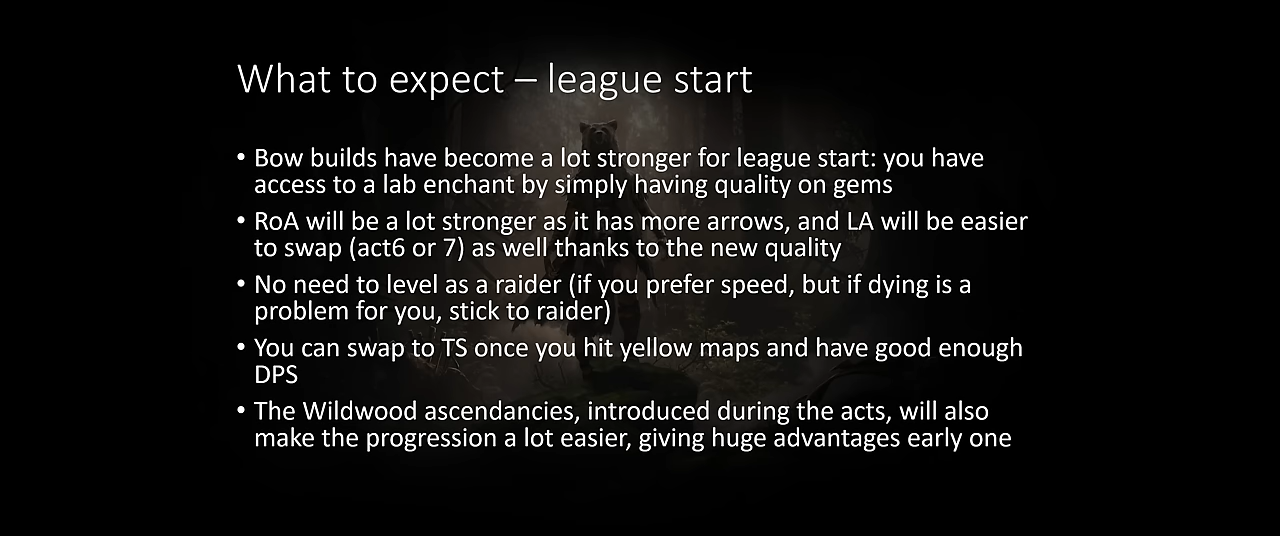 What to expect – league start
• Bow builds have become a lot stronger for league start: you have
access to a lab enchant by simply having quality on gems
• RoA will be a lot stronger as it has more arrows, and LA will be easier
to swap (act6 or 7) as well thanks to the new quality
• No need to level as a raider (if you prefer speed, but if dying is a
problem for you, stick to raider)
• You can swap to TS once you hit yellow maps and have good enough
DPS
• The Wildwood ascendancies, introduced during the acts, will also
make the progression a lot easier, giving huge advantages early one